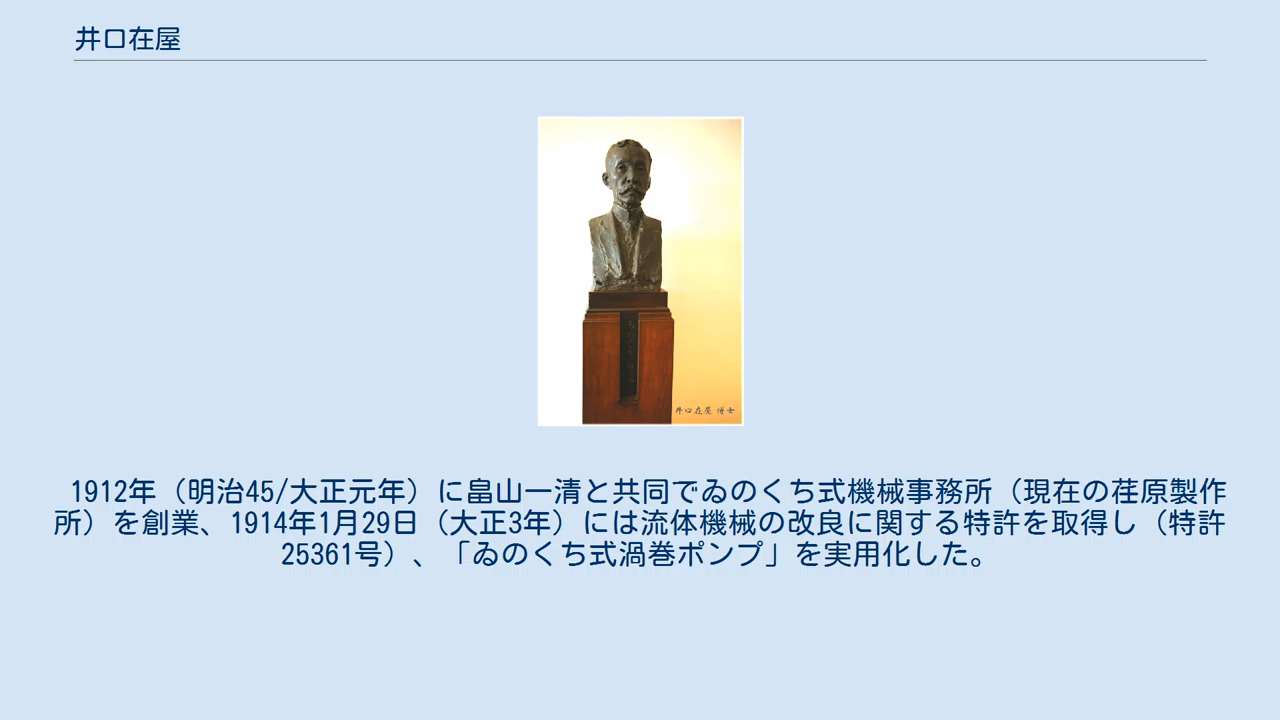 井口在屋
井口在屋 博士
1912年（明治45/大正元年）に畠山一清と共同でゐのくち式機械事務所（現在の荏原製作
所）を創業、1914年1月29日（大正3年）には流体機械の改良に関する特許を取得し（特許
25361号）、「ゐのくち式渦巻ポンプ」を実用化した。